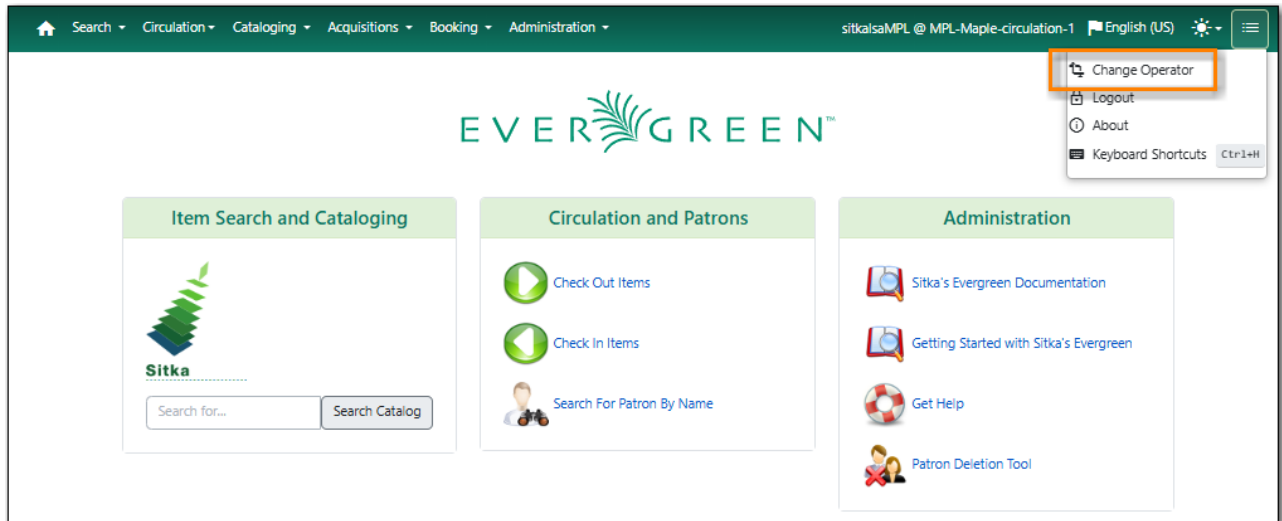 Search Circulation Cataloging Acquisitions Booking Administration sitkalsaMPL @ MPL-Maple-circulation-1 English (US)
Change Operator
Logout
About
Keyboard Shortcuts Ctrl+H
EVERGREEN™
Item Search and Cataloging
Sitka
Search for... Search Catalog
Circulation and Patrons
Check Out Items
Check In Items
Search For Patron By Name
Administration
Sitka's Evergreen Documentation
Getting Started with Sitka's Evergreen
Get Help
Patron Deletion Tool